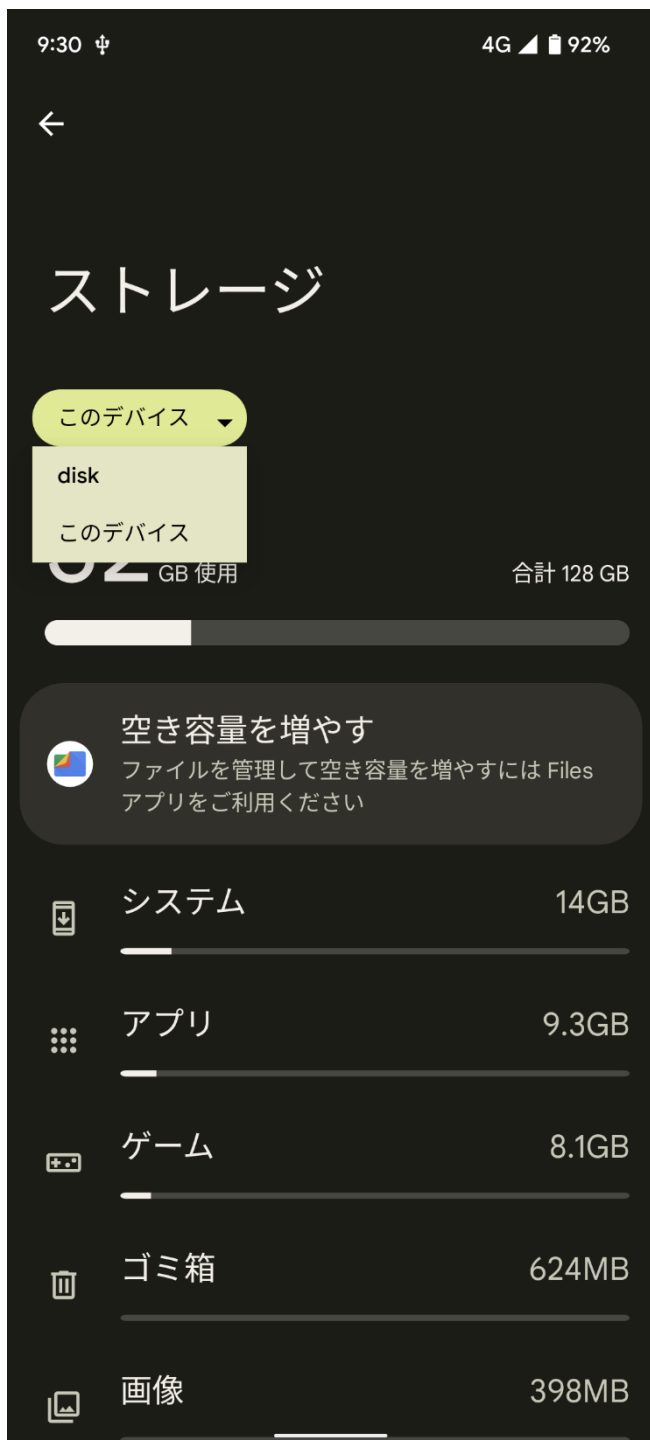 9:30
4G 92%
ストレージ
このデバイス
disk
このデバイス
GB 使用
合計 128 GB
空き容量を増やす
ファイルを管理して空き容量を増やすには Files
アプリをご利用ください
システム
14GB
アプリ
9.3GB
ゲーム
8.1GB
ゴミ箱
624MB
画像
398MB